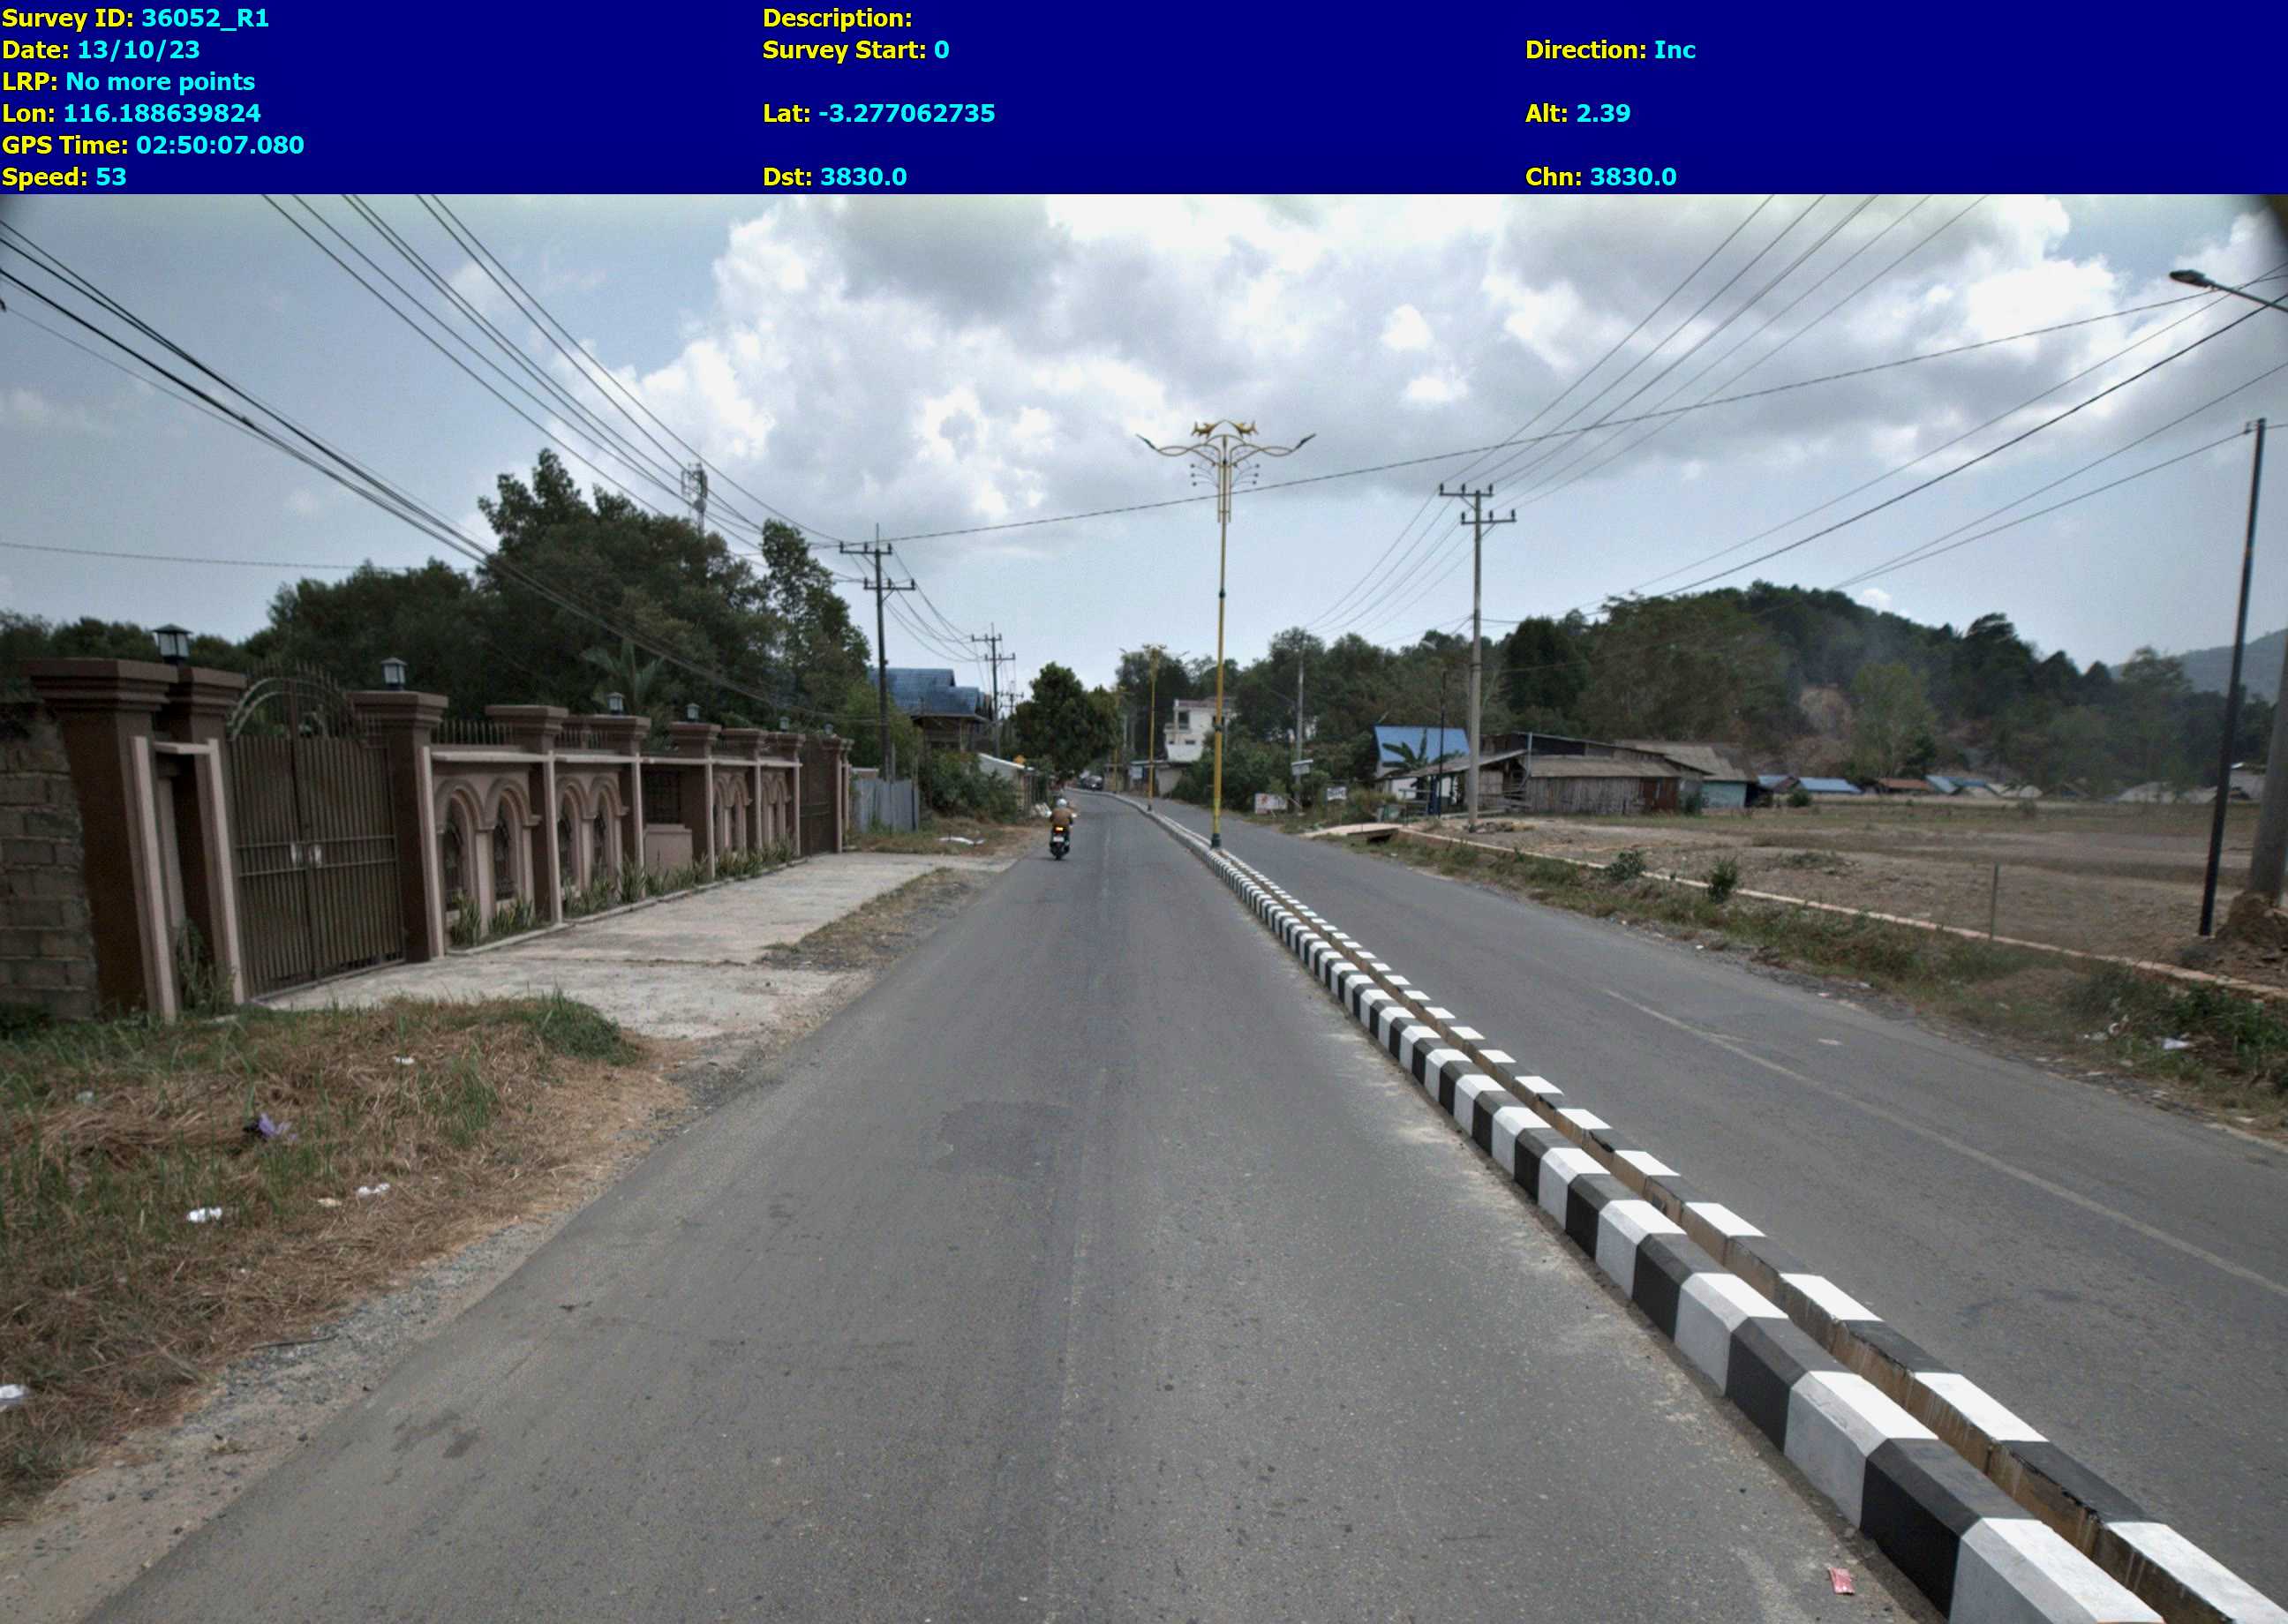 Survey ID: 36052_R1
Description:
Date: 13/10/23
Survey Start: 0
Direction: Inc
LRP: No more points
Lon: 116.188639824
Lat: -3.277062735
Alt: 2.39
GPS Time: 02:50:07.080
Speed: 53
Dst: 3830.0
Chn: 3830.0